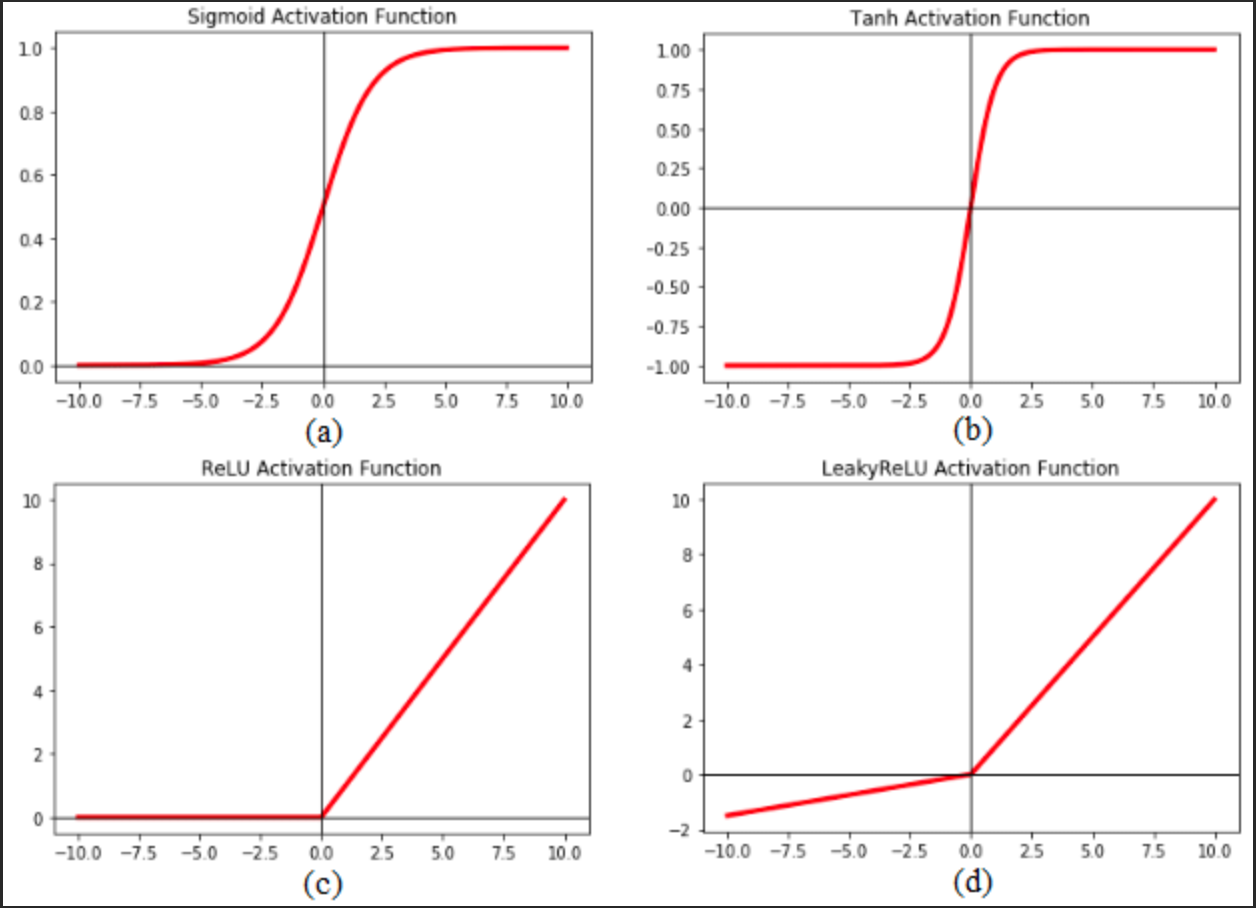 Sigmoid Activation Function
1.0
0.8
0.6
0.4
0.2
0.0
−10.0 −7.5 −5.0 −2.5 0.0 2.5 5.0 7.5 10.0
(a)
Tanh Activation Function
1.00
0.75
0.50
0.25
0.00
−0.25
−0.50
−0.75
−1.00
−10.0 −7.5 −5.0 −2.5 0.0 2.5 5.0 7.5 10.0
(b)
ReLU Activation Function
10
8
6
4
2
0
−10.0 −7.5 −5.0 −2.5 0.0 2.5 5.0 7.5 10.0
(c)
LeakyReLU Activation Function
10
8
6
4
2
0
−2
−10.0 −7.5 −5.0 −2.5 0.0 2.5 5.0 7.5 10.0
(d)